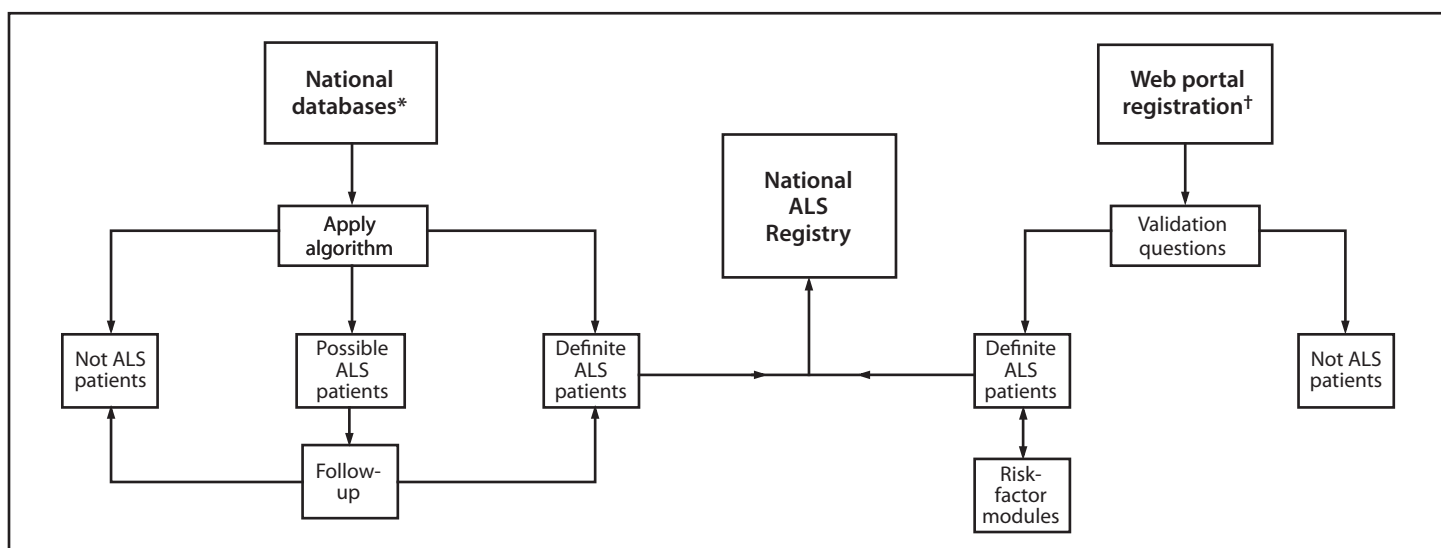 National
databases*
Web portal
registration†
National
ALS
Registry
Apply
algorithm
Validation
questions
Not ALS
patients
Possible
ALS
patients
Definite
ALS
patients
Definite
ALS
patients
Not ALS
patients
Follow-
up
Risk-
factor
modules